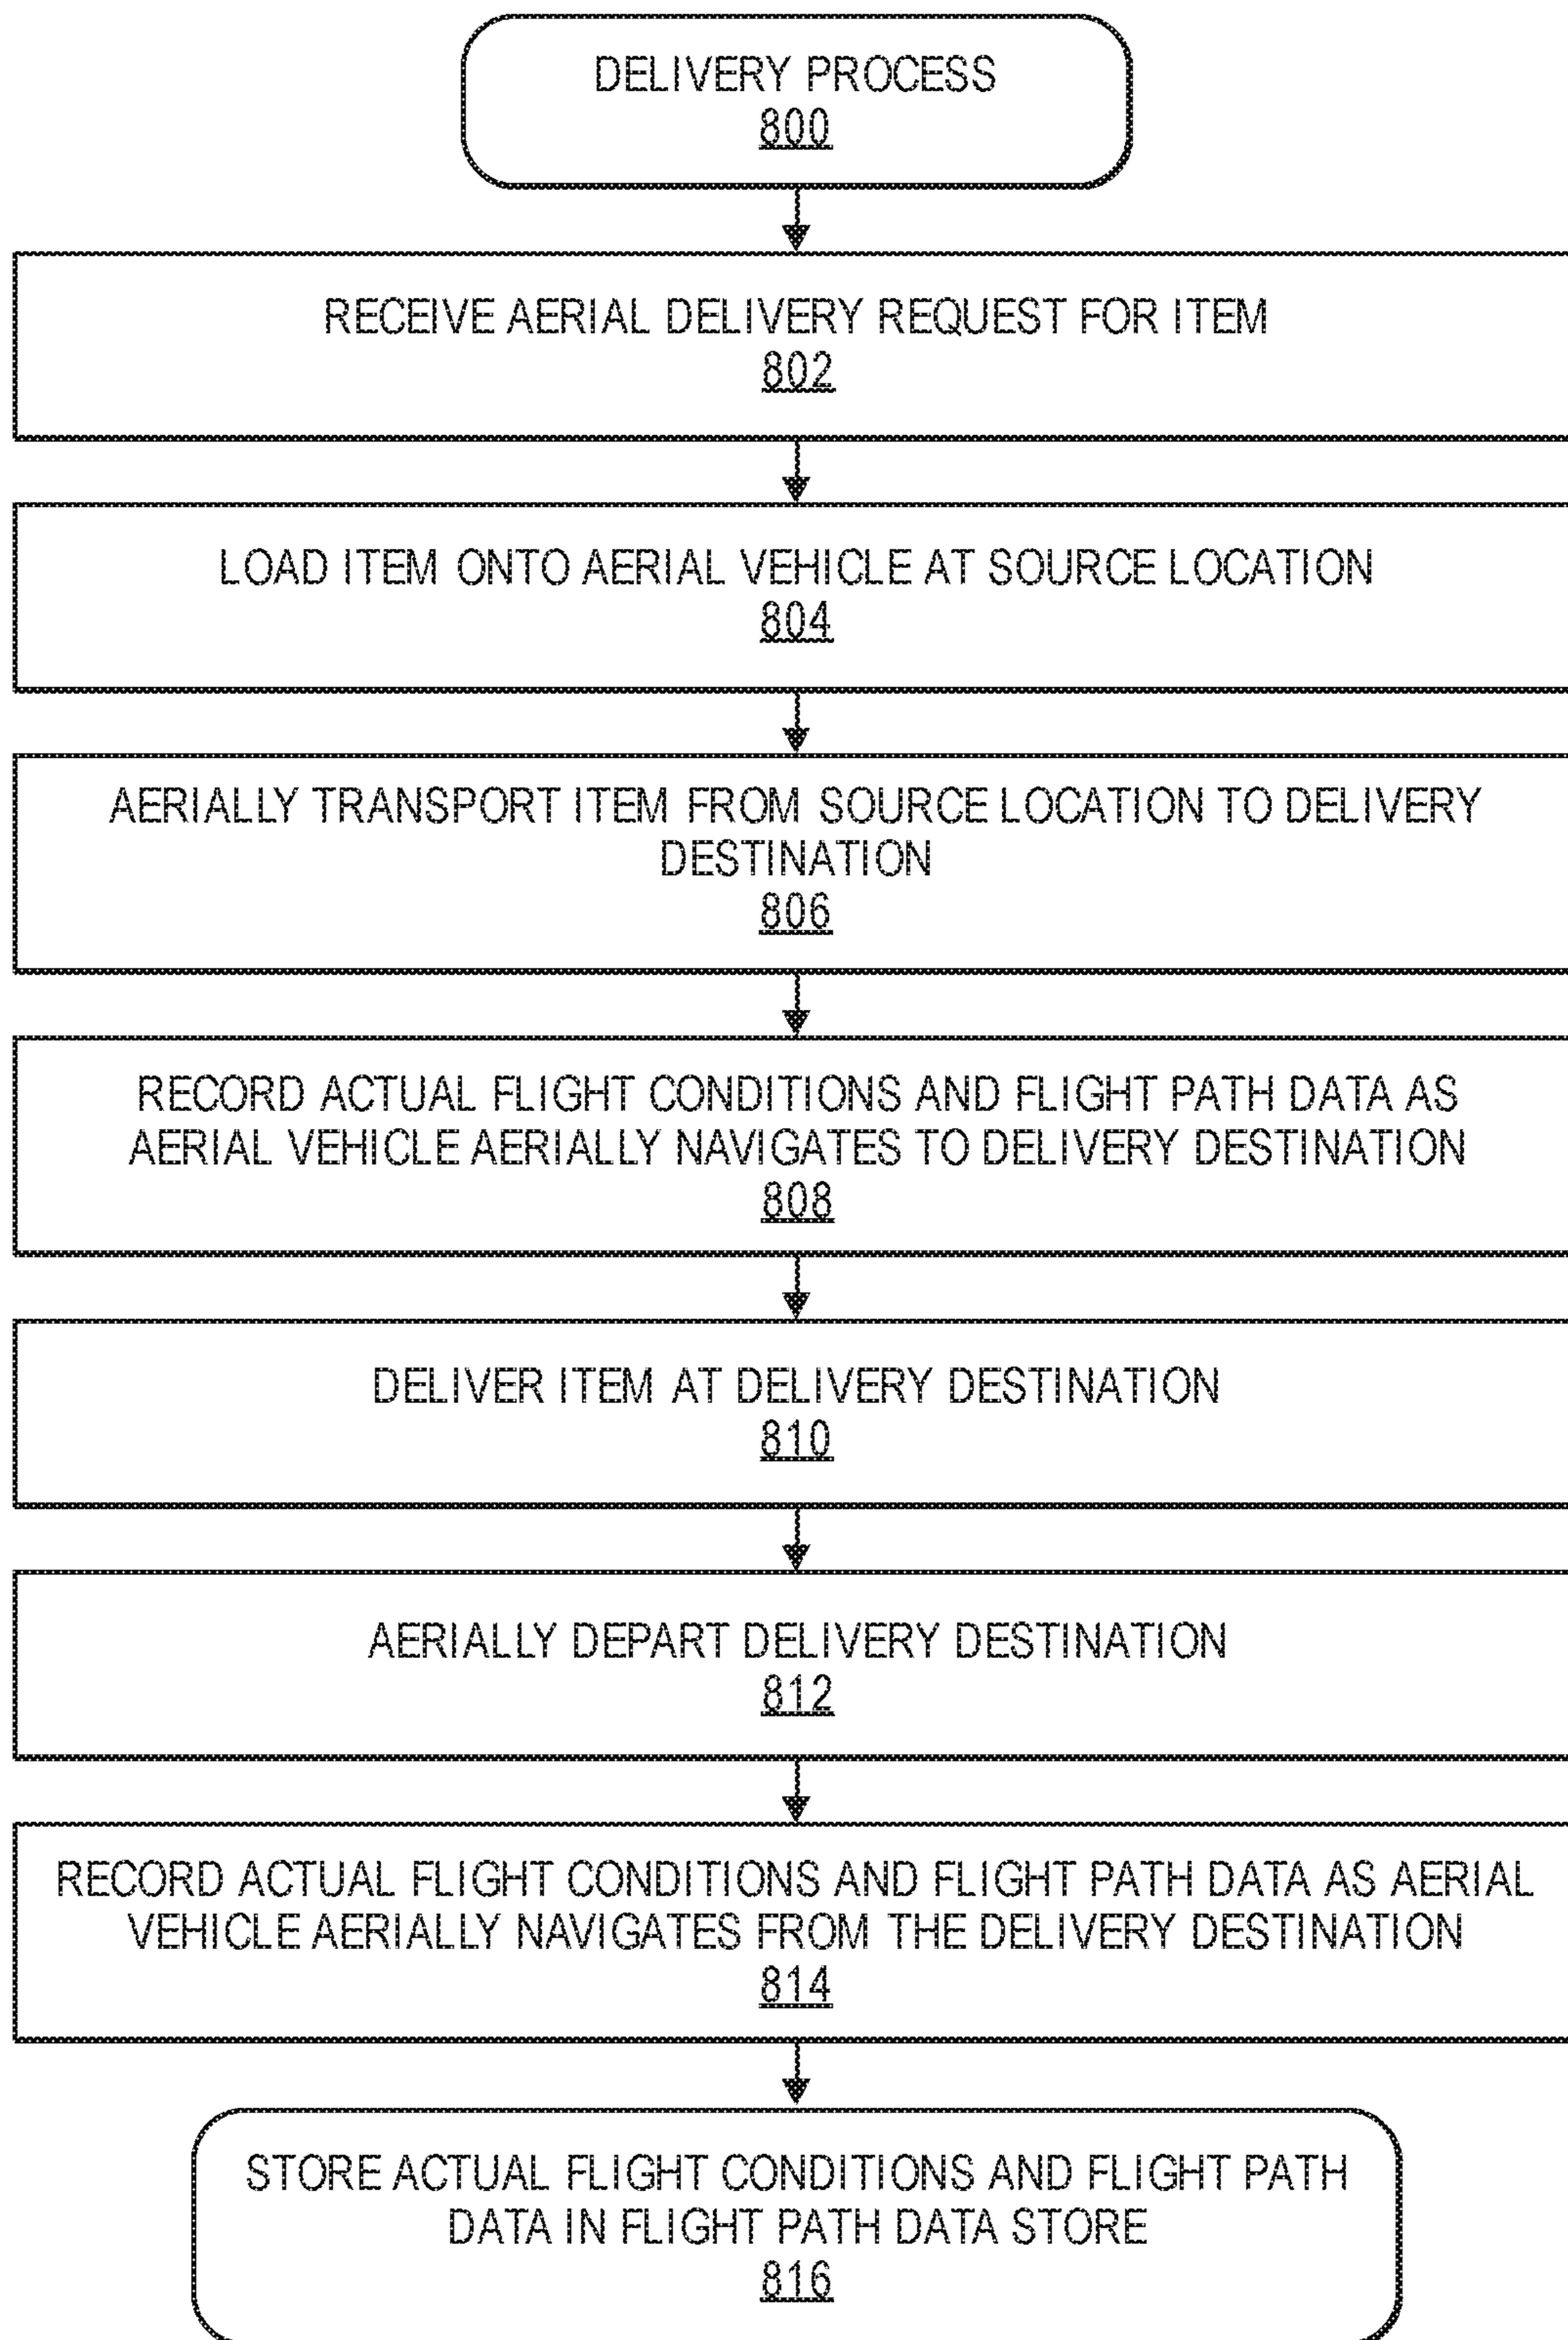 DELIVERY PROCESS
800
RECEIVE AERIAL DELIVERY REQUEST FOR ITEM
802
LOAD ITEM ONTO AERIAL VEHICLE AT SOURCE LOCATION
804
AERIALLY TRANSPORT ITEM FROM SOURCE LOCATION TO DELIVERY
DESTINATION
806
RECORD ACTUAL FLIGHT CONDITIONS AND FLIGHT PATH DATA AS
AERIAL VEHICLE AERIALLY NAVIGATES TO DELIVERY DESTINATION
808
DELIVER ITEM AT DELIVERY DESTINATION
810
AERIALLY DEPART DELIVERY DESTINATION
812
RECORD ACTUAL FLIGHT CONDITIONS AND FLIGHT PATH DATA AS AERIAL
VEHICLE AERIALLY NAVIGATES FROM THE DELIVERY DESTINATION
814
STORE ACTUAL FLIGHT CONDITIONS AND FLIGHT PATH
DATA IN FLIGHT PATH DATA STORE
816